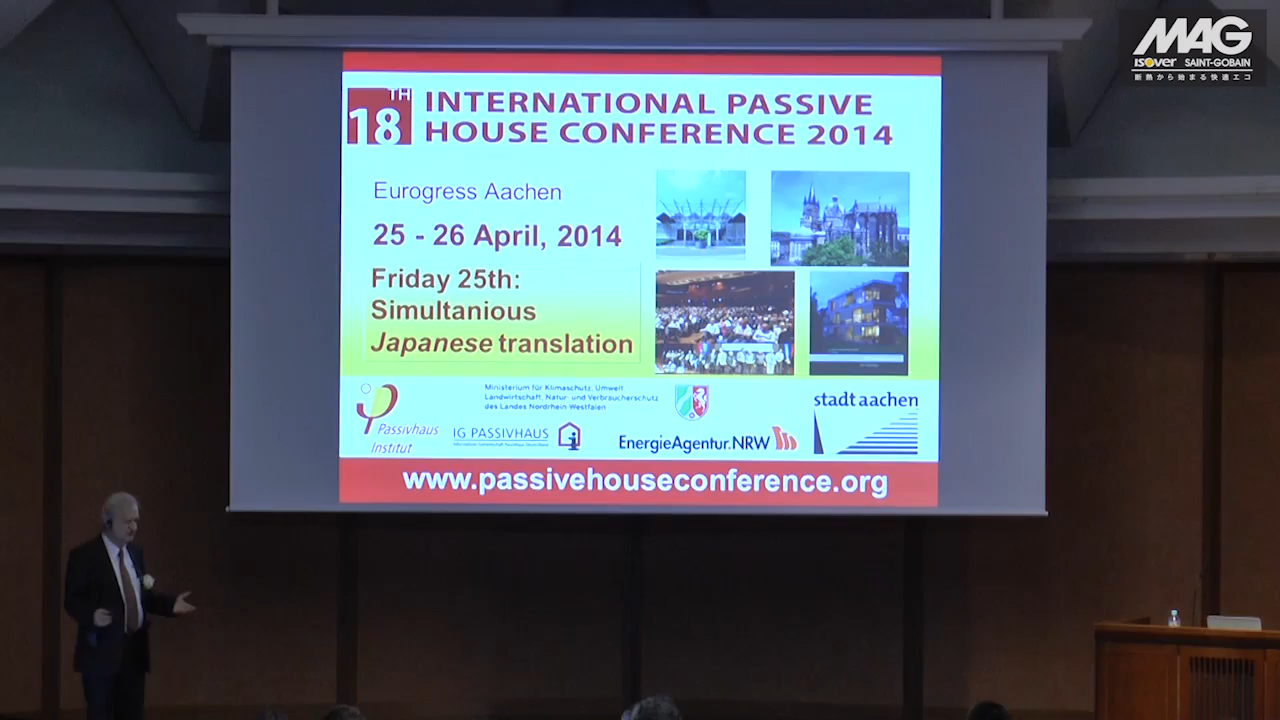 MAG
isover SAINT-GOBAIN
断熱から始まる快適エコ
18TH
INTERNATIONAL PASSIVE
HOUSE CONFERENCE 2014
Eurogress Aachen
25 - 26 April, 2014
Friday 25th:
Simultanious
Japanese translation
Passivhaus
Institut
Ministerium für Klimaschutz, Umwelt,
Landwirtschaft, Natur- und Verbraucherschutz
des Landes Nordrhein-Westfalen
IG PASSIVHAUS
EnergieAgentur.NRW
stadt aachen
www.passivehouseconference.org